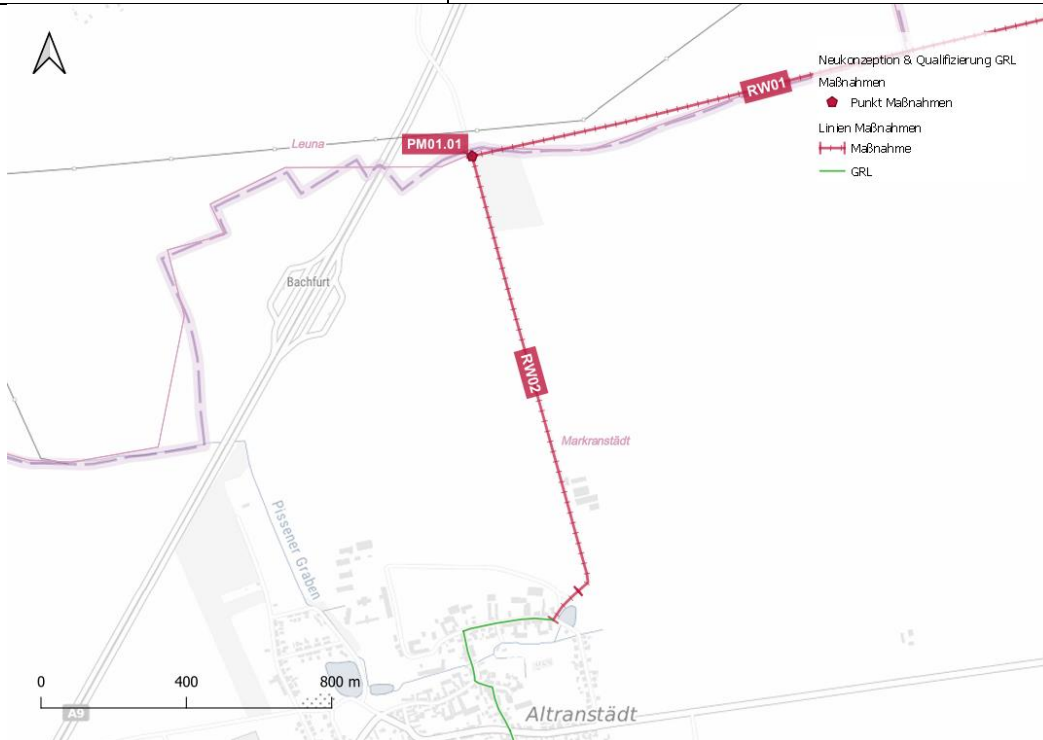 Neukonzeption & Qualifizierung GRL
Maßnahmen
Punkt Maßnahmen
Linien Maßnahmen
Maßnahme
GRL
RW01
PM01.01
Leuna
Bachfurt
RW02
Markranstädt
Pissener Graben
0 400 800 m
A9
Altranstädt